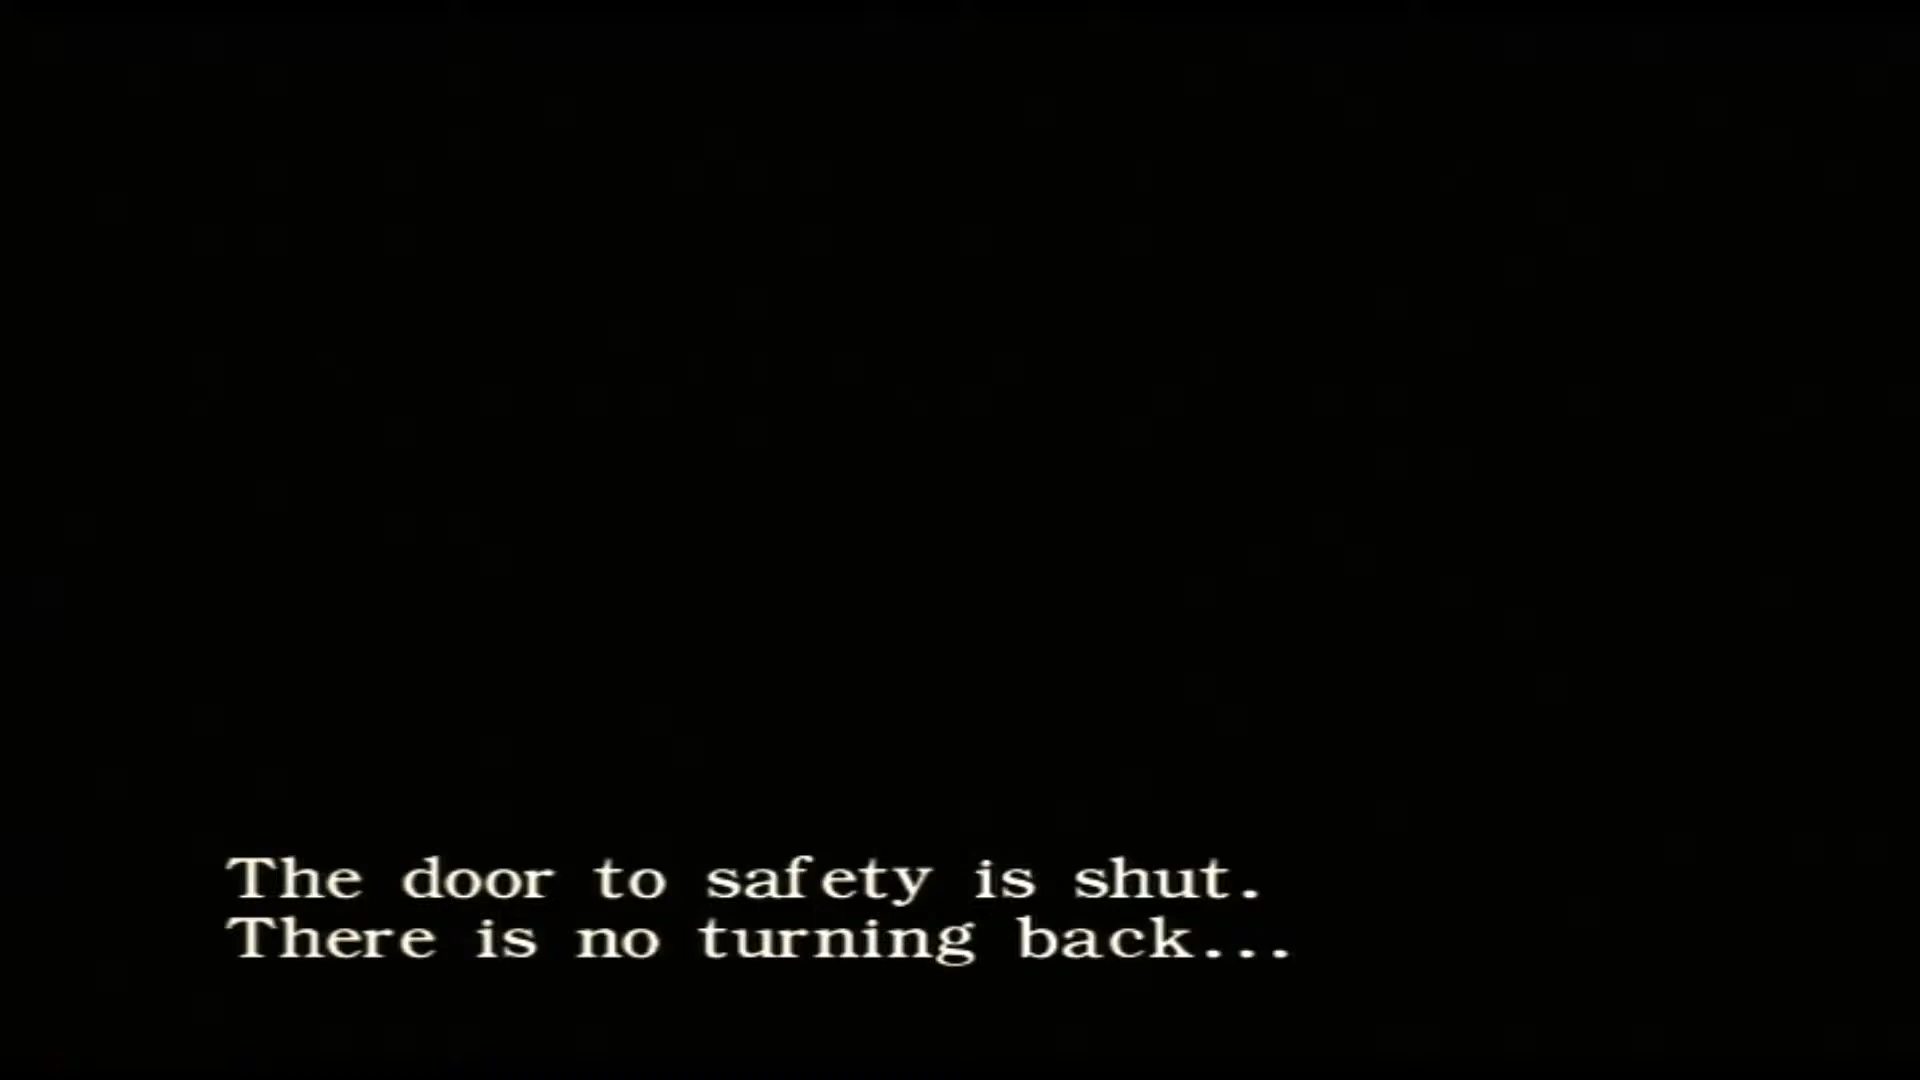 The door to safety is shut.
There is no turning back...